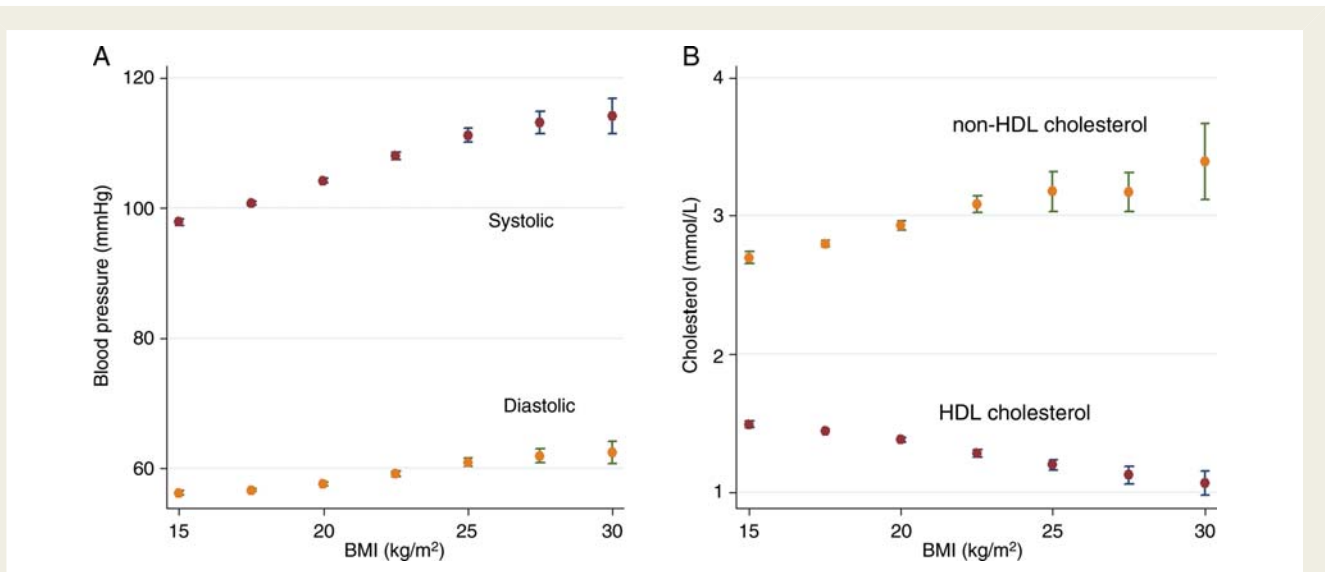 A
120
100
80
60
Blood pressure (mmHg)
Systolic
Diastolic
15 20 25 30
BMI (kg/m²)
B
4
3
2
1
Cholesterol (mmol/L)
non-HDL cholesterol
HDL cholesterol
15 20 25 30
BMI (kg/m²)